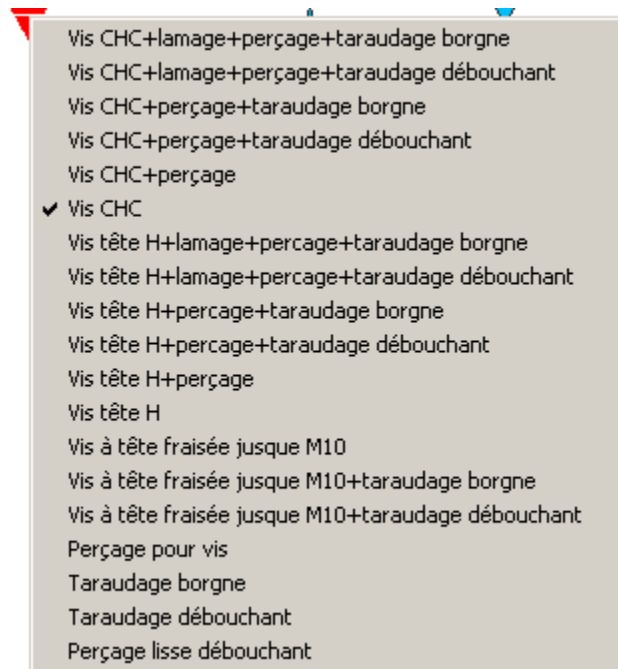 Vis CHC+lamage+perçage+taraudage borgne
Vis CHC+lamage+perçage+taraudage débouchant
Vis CHC+perçage+taraudage borgne
Vis CHC+perçage+taraudage débouchant
Vis CHC+perçage
Vis CHC
Vis tête H+lamage+percage+taraudage borgne
Vis tête H+lamage+percage+taraudage débouchant
Vis tête H+percage+taraudage borgne
Vis tête H+percage+taraudage débouchant
Vis tête H+perçage
Vis tête H
Vis à tête fraisée jusque M10
Vis à tête fraisée jusque M10+taraudage borgne
Vis à tête fraisée jusque M10+taraudage débouchant
Perçage pour vis
Taraudage borgne
Taraudage débouchant
Perçage lisse débouchant